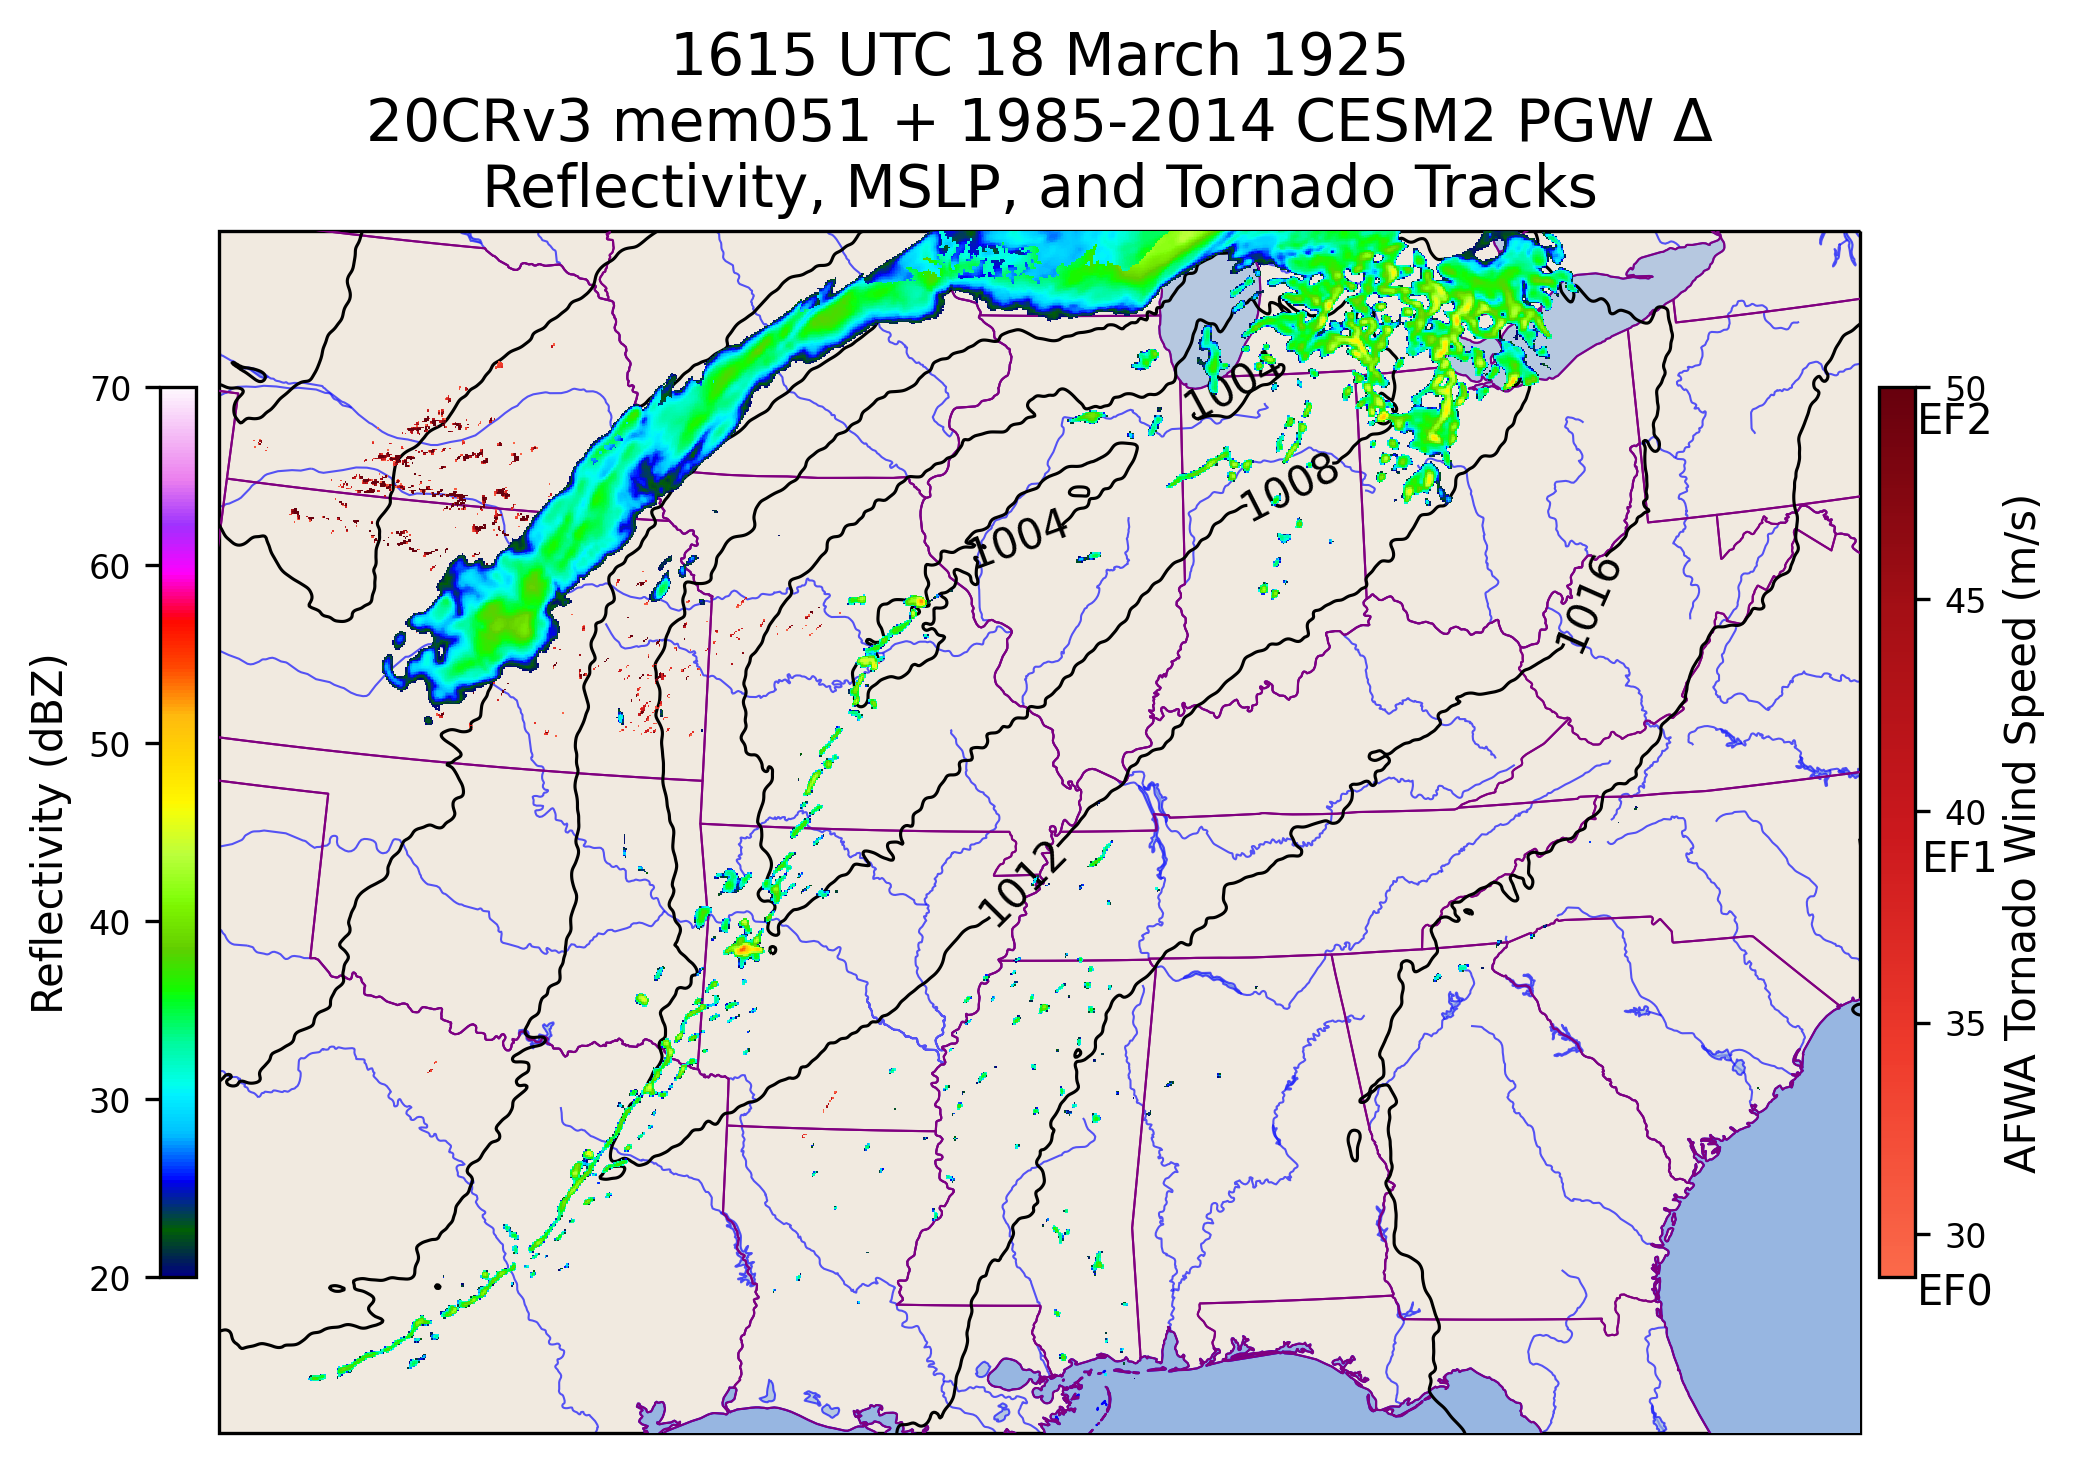 1615 UTC 18 March 1925
20CRv3 mem051 + 1985-2014 CESM2 PGW Δ
Reflectivity, MSLP, and Tornado Tracks
Reflectivity (dBZ)
70
60
50
40
30
20
1004
1008
1004
1016
1012
50
EF2
45
40
EF1
35
30
EF0
AFWA Tornado Wind Speed (m/s)